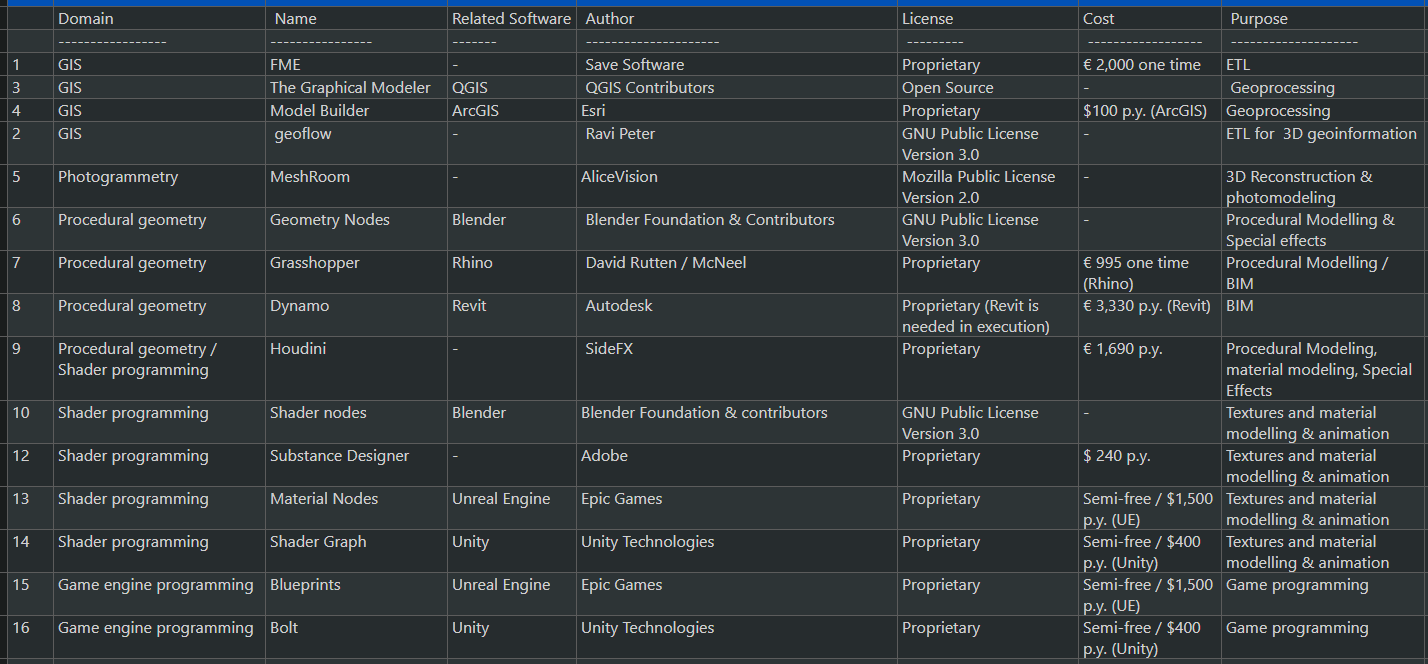 Domain Name Related Software Author License Cost Purpose
----------------- ---------------- ------- --------------------- --------- ------------------ --------------------
1 GIS FME - Save Software Proprietary € 2,000 one time ETL
3 GIS The Graphical Modeler QGIS QGIS Contributors Open Source - Geoprocessing
4 GIS Model Builder ArcGIS Esri Proprietary $100 p.y. (ArcGIS) Geoprocessing
2 GIS geoflow - Ravi Peter GNU Public License - ETL for 3D geoinformation
Version 3.0
5 Photogrammetry MeshRoom - AliceVision Mozilla Public License - 3D Reconstruction &
Version 2.0 photomodeling
6 Procedural geometry Geometry Nodes Blender Blender Foundation & Contributors GNU Public License - Procedural Modelling &
Version 3.0 Special effects
7 Procedural geometry Grasshopper Rhino David Rutten / McNeel Proprietary € 995 one time Procedural Modelling /
(Rhino) BIM
8 Procedural geometry Dynamo Revit Autodesk Proprietary (Revit is € 3,330 p.y. (Revit) BIM
needed in execution)
9 Procedural geometry / Houdini - SideFX Proprietary € 1,690 p.y. Procedural Modeling,
Shader programming material modeling, Special
Effects
10 Shader programming Shader nodes Blender Blender Foundation & contributors GNU Public License - Textures and material
Version 3.0 modelling & animation
12 Shader programming Substance Designer - Adobe Proprietary $ 240 p.y. Textures and material
modelling & animation
13 Shader programming Material Nodes Unreal Engine Epic Games Proprietary Semi-free / $1,500 Textures and material
p.y. (UE) modelling & animation
14 Shader programming Shader Graph Unity Unity Technologies Proprietary Semi-free / $400 Textures and material
p.y. (Unity) modelling & animation
15 Game engine programming Blueprints Unreal Engine Epic Games Proprietary Semi-free / $1,500 Game programming
p.y. (UE)
16 Game engine programming Bolt Unity Unity Technologies Proprietary Semi-free / $400 Game programming
p.y. (Unity)